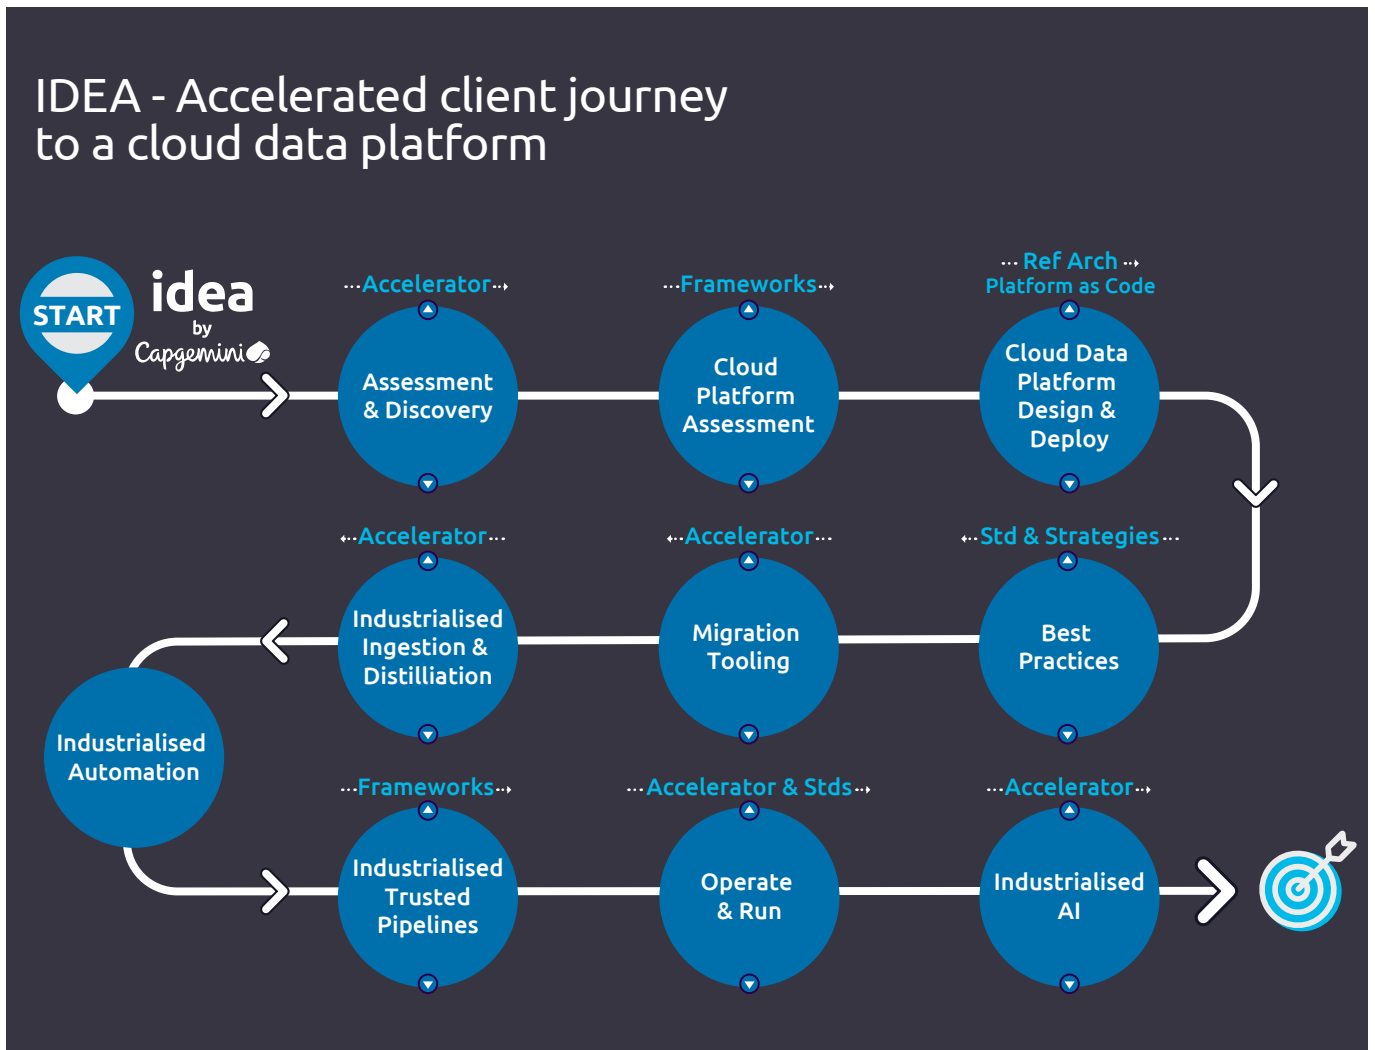 IDEA - Accelerated client journey
to a cloud data platform
START
idea
by
Capgemini
Accelerator
Assessment
& Discovery
Frameworks
Cloud
Platform
Assessment
Ref Arch
Platform as Code
Cloud Data
Platform
Design &
Deploy
Std & Strategies
Best
Practices
Accelerator
Migration
Tooling
Accelerator
Industrialised
Ingestion &
Distilliation
Industrialised
Automation
Frameworks
Industrialised
Trusted
Pipelines
Accelerator & Stds
Operate
& Run
Accelerator
Industrialised
AI